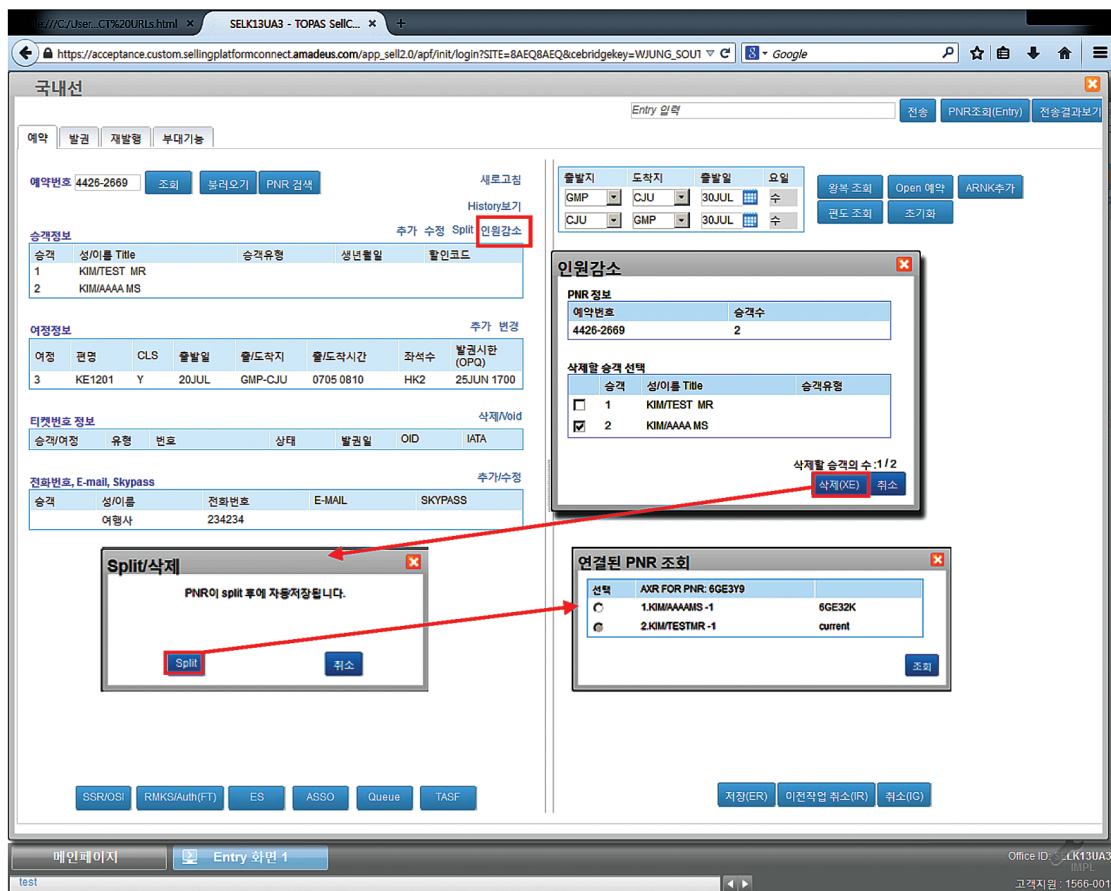 e:///C:/User...CT%20URLs.html ×
SELK13UA3 - TOPAS SellC... × +
https://acceptance.custom.sellingplatformconnect.amadeus.com/app_sell2.0/apf/init/login?SITE=8AEQ8AEQ&cebridgekey=WJUNG_SOU1
Google
국내선
Entry 입력 전송 PNR조회(Entry) 전송결과보기
예약 발권 재발행 부대기능
예약번호 4426-2669 조회 불러오기 PNR 검색 새로고침
History보기
승객정보 추가 수정 Split 인원감소
승객 성/이름 Title 승객유형 생년월일 할인코드
1 KIM/TEST MR
2 KIM/AAAA MS
여정정보 추가 변경
여정 편명 CLS 출발일 출/도착지 출/도착시간 좌석수 발권시한 (OPQ)
3 KE1201 Y 20JUL GMP-CJU 0705 0810 HK2 25JUN 1700
티켓번호 정보 삭제/Void
승객/여정 유형 번호 상태 발권일 OID IATA
전화번호, E-mail, Skypass 추가/수정
승객 성/이름 전화번호 E-MAIL SKYPASS
여행사 234234
출발지 도착지 출발일 요일
GMP CJU 30JUL 수
CJU GMP 30JUL 수
왕복 조회 Open 예약 ARNK추가
편도 조회 초기화
인원감소
PNR 정보
예약번호 승객수
4426-2669 2
삭제할 승객 선택
승객 성/이름 Title 승객유형
1 KIM/TEST MR
2 KIM/AAAA MS
삭제할 승객의 수 :1/2
삭제(XE) 취소
Split/삭제
PNR이 split 후에 자동저장됩니다.
Split 취소
연결된 PNR 조회
선택 AXR FOR PNR: 6GE3Y9
1.KIM/AAAAMS -1 6GE32K
2.KIM/TESTMR -1 current
조회
SSR/OSI RMKS/Auth(FT) ES ASSO Queue TASF
저장(ER) 이전작업 취소(IR) 취소(IG)
메인페이지 Entry 화면 1
Office ID: SELK13UA3
IMPL
test
고객지원 : 1566-001